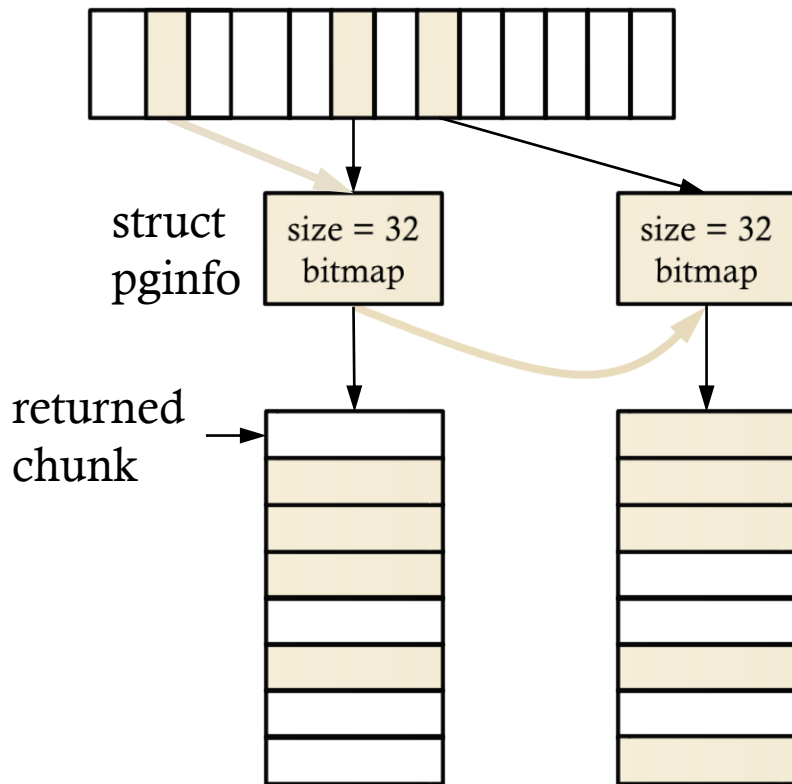 struct
pginfo
size = 32
bitmap
size = 32
bitmap
returned
chunk